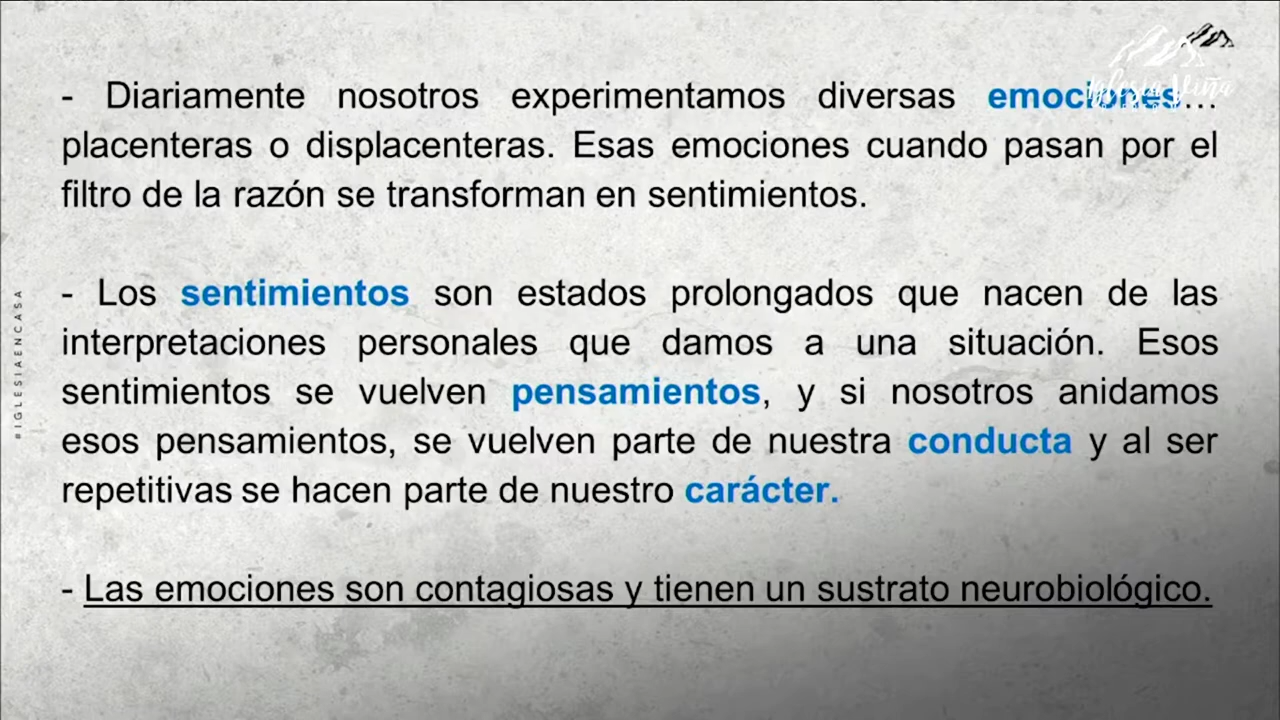 Iglesia Viña
- Diariamente nosotros experimentamos diversas emociones...
placenteras o displacenteras. Esas emociones cuando pasan por el
filtro de la razón se transforman en sentimientos.
- Los sentimientos son estados prolongados que nacen de las
interpretaciones personales que damos a una situación. Esos
sentimientos se vuelven pensamientos, y si nosotros anidamos
esos pensamientos, se vuelven parte de nuestra conducta y al ser
repetitivas se hacen parte de nuestro carácter.
- Las emociones son contagiosas y tienen un sustrato neurobiológico.
#IGLESIAENCASA